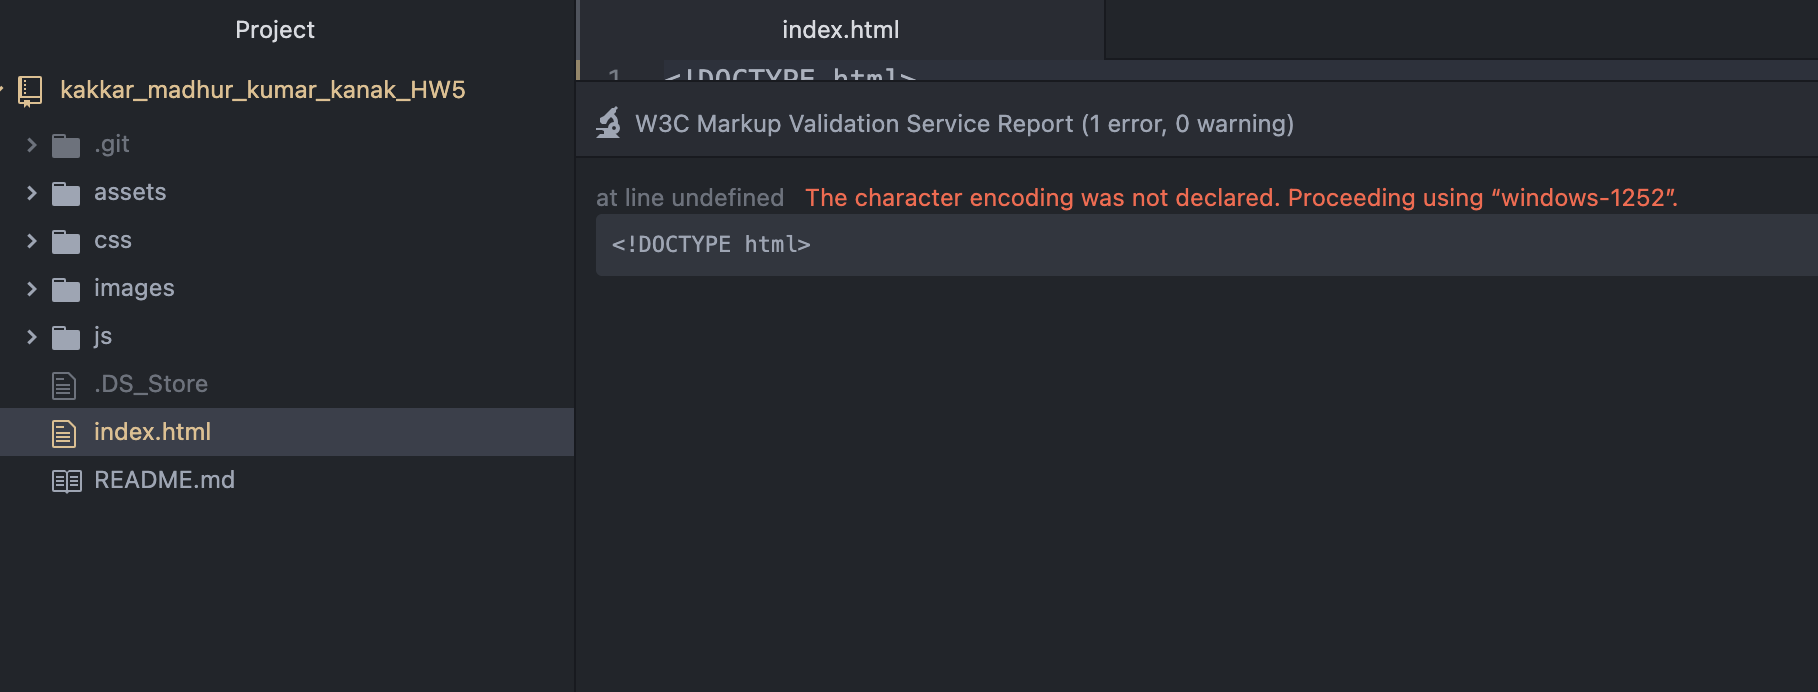 Project
kakkar_madhur_kumar_kanak_HW5
.git
assets
css
images
js
.DS_Store
index.html
README.md
index.html
1 <!DOCTYPE html>
W3C Markup Validation Service Report (1 error, 0 warning)
at line undefined The character encoding was not declared. Proceeding using “windows-1252”.
<!DOCTYPE html>